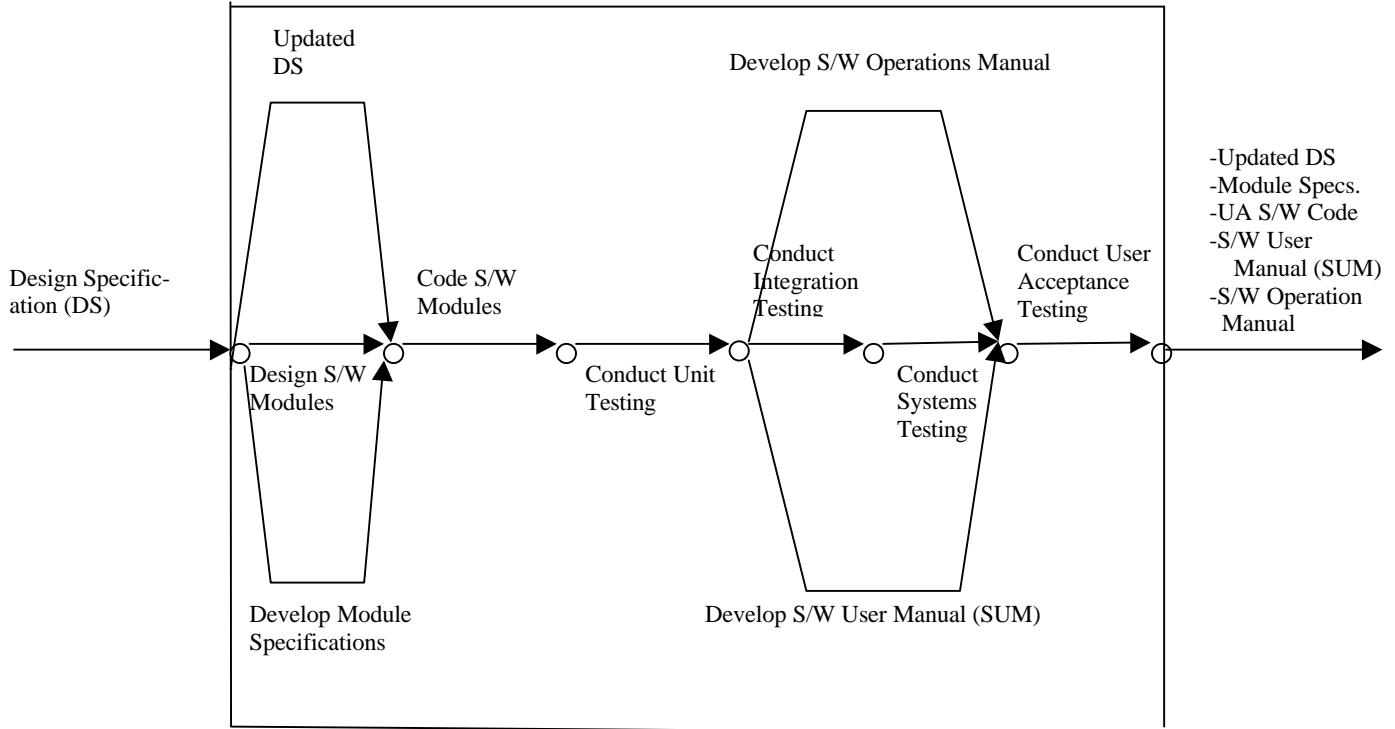 Updated
DS
Develop S/W Operations Manual
-Updated DS
-Module Specs.
-UA S/W Code
-S/W User
Manual (SUM)
-S/W Operation
Manual
Design Specific-
ation (DS)
Code S/W
Modules
Conduct
Integration
Testing
Conduct User
Acceptance
Testing
Design S/W
Modules
Conduct Unit
Testing
Conduct
Systems
Testing
Develop Module
Specifications
Develop S/W User Manual (SUM)